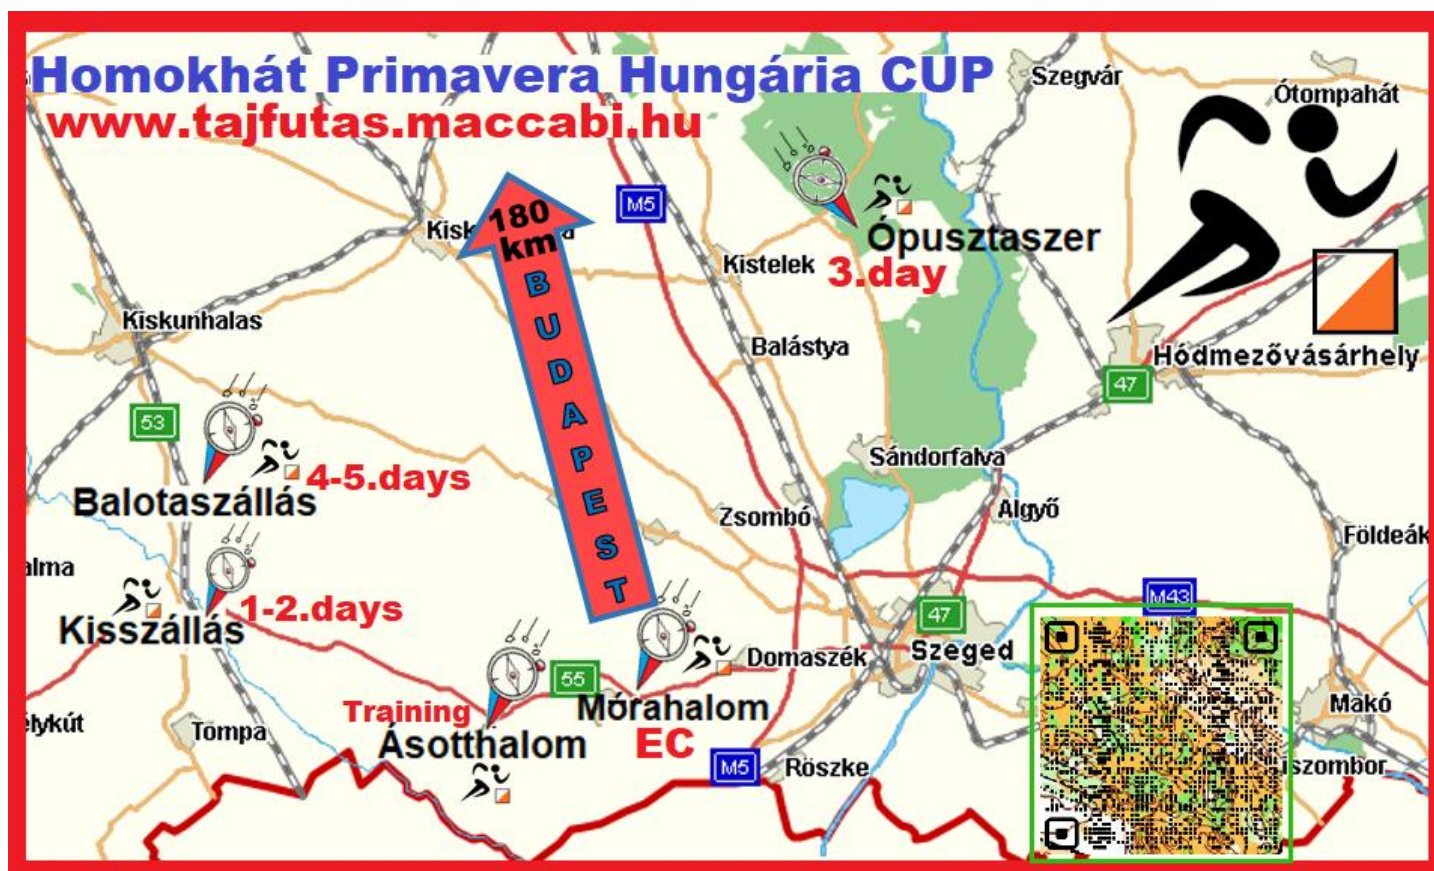 Homokhát Primavera Hungária CUP
www.tajfutas.maccabi.hu
Szegvár
Ótompahát
180
km
BUDAPEST
M5
Ópusztaszer
3.day
Kistelek
Kiskunhalas
Balástya
Hódmezővásárhely
47
53
4-5.days
Balotaszállás
Sándorfalva
Zsombó
Algyő
Földeák
1-2.days
Kisszállás
M43
47
Domaszék
Szeged
55
Training
Mórahalom
EC
Ásotthalom
Tompa
Makó
M5
Röszke